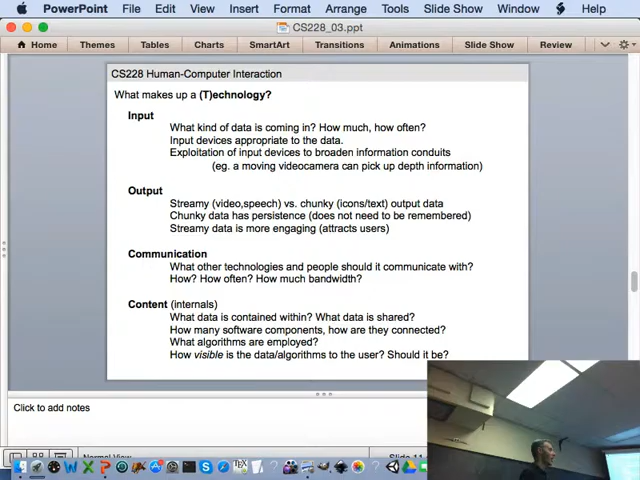 PowerPoint File Edit View Insert Format Arrange Tools Slide Show Window Help
CS228_03.ppt
Home Themes Tables Charts SmartArt Transitions Animations Slide Show Review
CS228 Human-Computer Interaction
What makes up a (T)echnology?
Input
What kind of data is coming in? How much, how often?
Input devices appropriate to the data.
Exploitation of input devices to broaden information conduits
(eg. a moving videocamera can pick up depth information)
Output
Streamy (video,speech) vs. chunky (icons/text) output data
Chunky data has persistence (does not need to be remembered)
Streamy data is more engaging (attracts users)
Communication
What other technologies and people should it communicate with?
How? How often? How much bandwidth?
Content (internals)
What data is contained within? What data is shared?
How many software components, how are they connected?
What algorithms are employed?
How visible is the data/algorithms to the user? Should it be?
Click to add notes
Normal View Slide 11